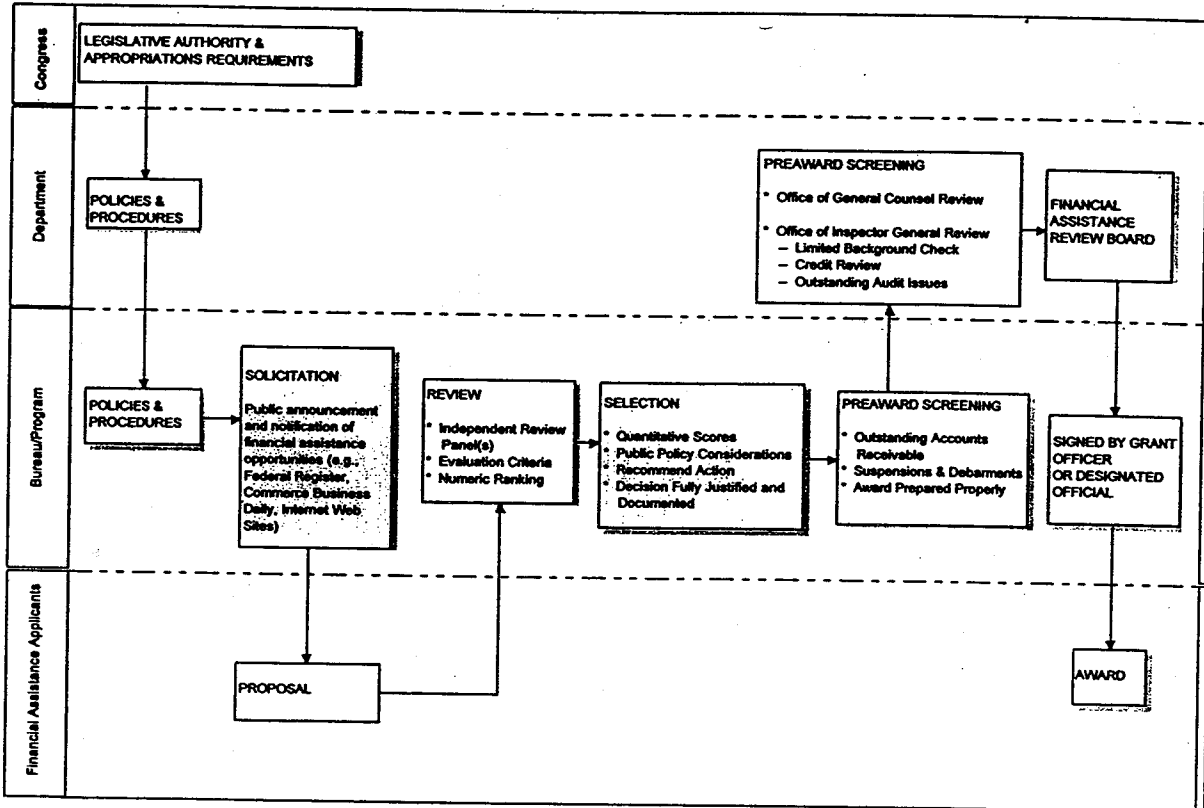 Congress
LEGISLATIVE AUTHORITY &
APPROPRIATIONS REQUIREMENTS
Department
POLICIES &
PROCEDURES
PREAWARD SCREENING
* Office of General Counsel Review
* Office of Inspector General Review
– Limited Background Check
– Credit Review
– Outstanding Audit Issues
FINANCIAL
ASSISTANCE
REVIEW BOARD
Bureau/Program
POLICIES &
PROCEDURES
SOLICITATION
Public announcement
and notification of
financial assistance
opportunities (e.g.,
Federal Register,
Commerce Business
Daily, Internet Web
Sites)
REVIEW
* Independent Review
Panel(s)
* Evaluation Criteria
* Numeric Ranking
SELECTION
* Quantitative Scores
* Public Policy Considerations
* Recommend Action
* Decision Fully Justified and
Documented
PREAWARD SCREENING
* Outstanding Accounts
Receivable
* Suspensions & Debarments
* Award Prepared Properly
SIGNED BY GRANT
OFFICER
OR DESIGNATED
OFFICIAL
Financial Assistance Applicants
PROPOSAL
AWARD